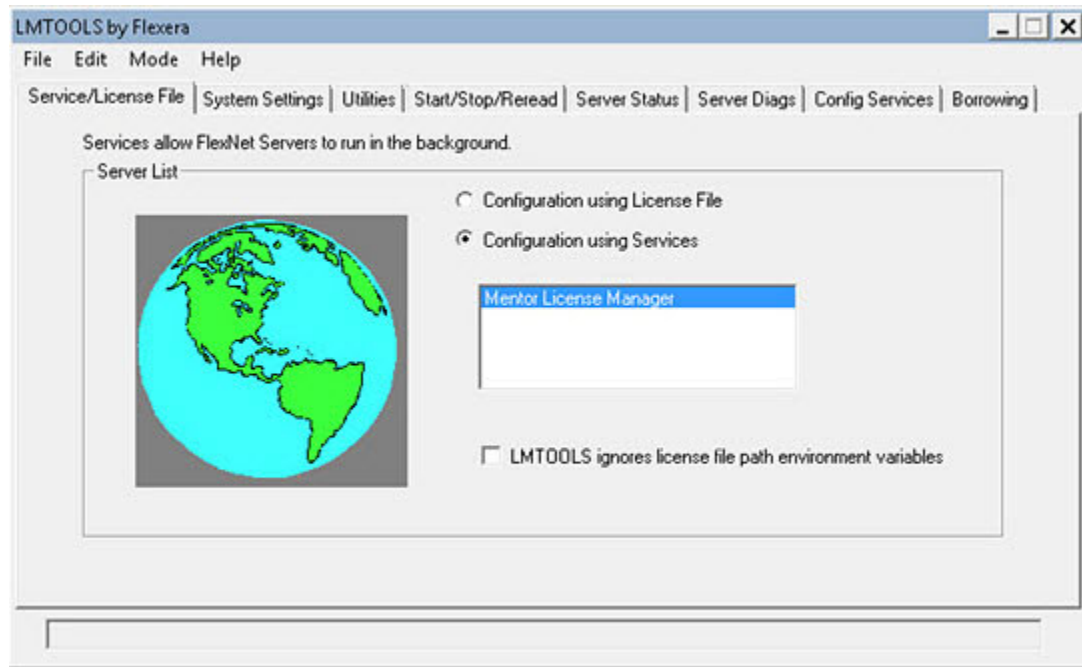 LMTOOLS by Flexera
File Edit Mode Help
Service/License File System Settings Utilities Start/Stop/Reread Server Status Server Diags Config Services Borrowing
Services allow FlexNet Servers to run in the background.
Server List
Configuration using License File
Configuration using Services
Mentor License Manager
LMTOOLS ignores license file path environment variables